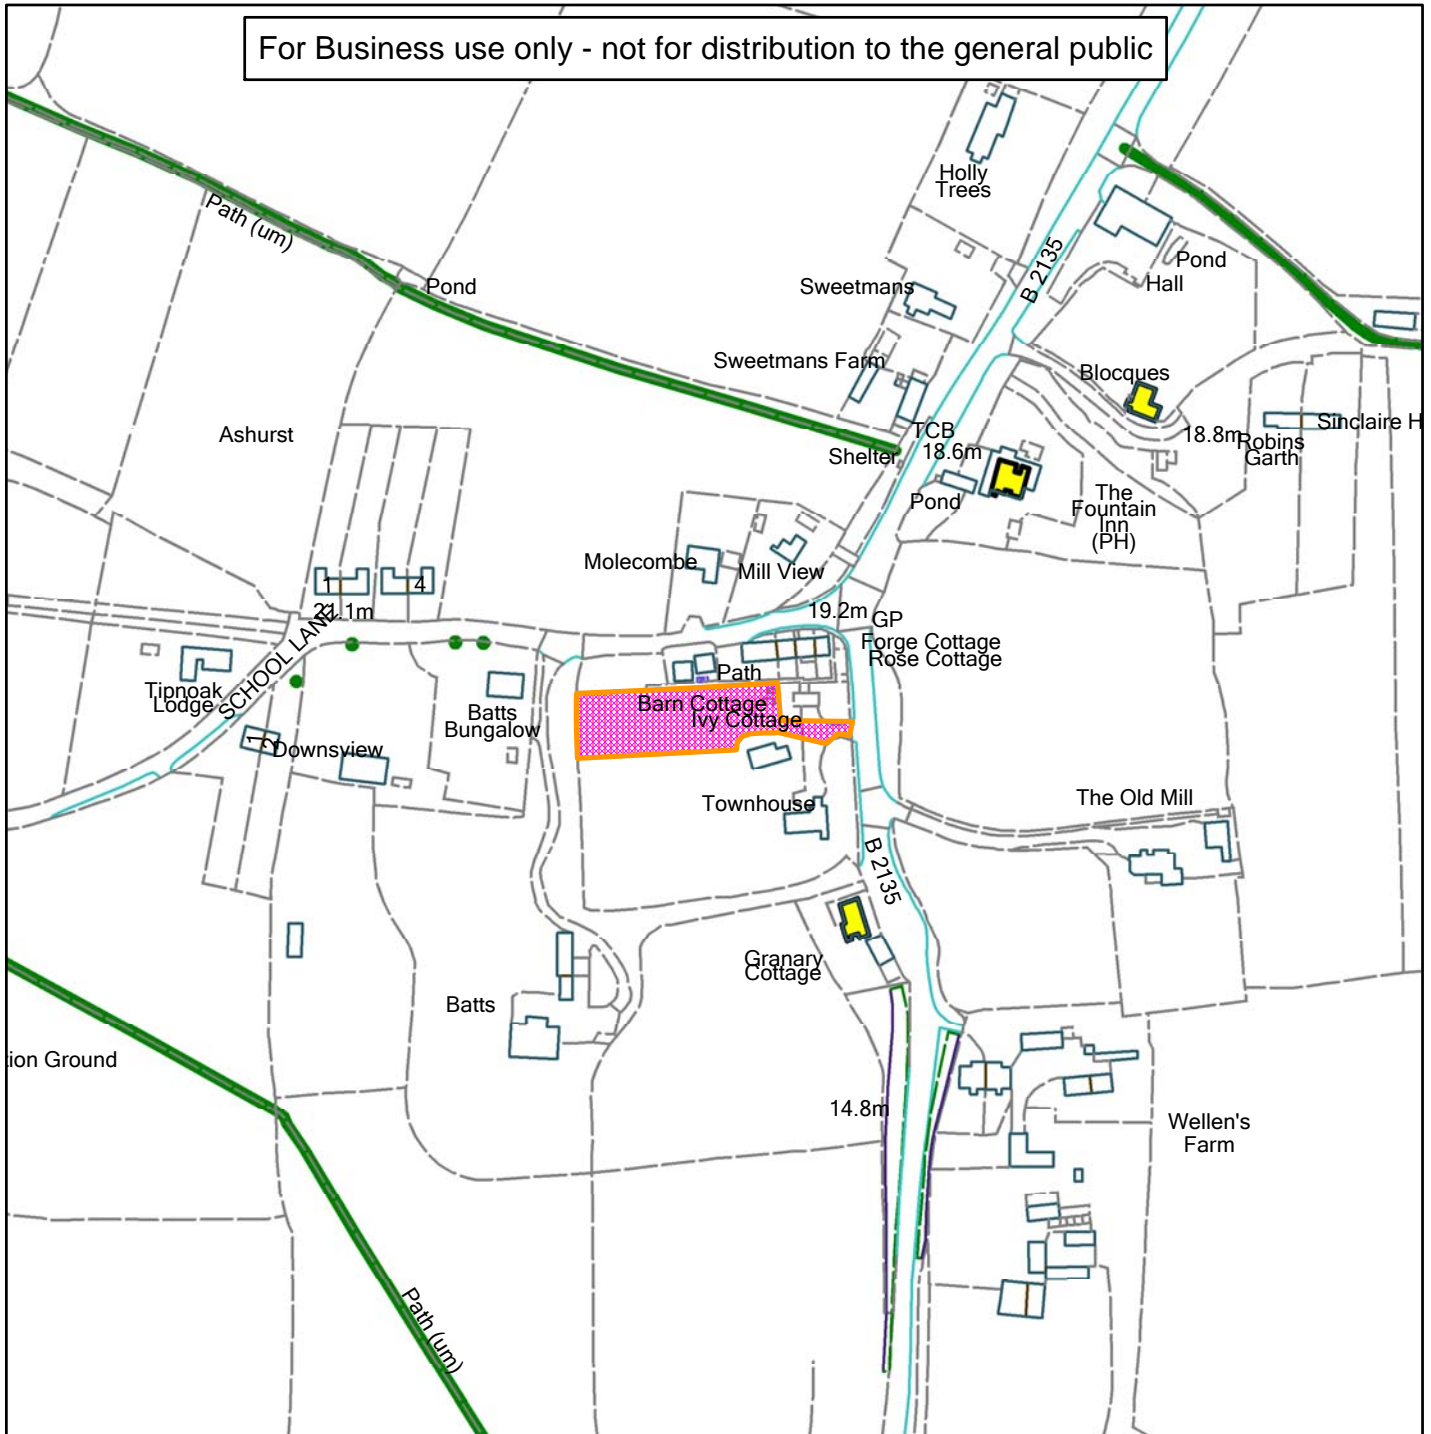 For Business use only - not for distribution to the general public
Holly
Trees
Path (um)
B 2135
Pond
Hall
Pond
Sweetmans
Sweetmans Farm
Blocques
Ashurst
TCB
18.6m
Shelter
18.8m
Robins
Garth
Sinclaire H
Pond
The
Fountain
Inn
(PH)
Molecombe
Mill View
1
4
21.1m
19.2m
GP
Forge Cottage
Rose Cottage
SCHOOL LANE
Path
Tipnoak
Lodge
Barn Cottage
Ivy Cottage
Batts
Bungalow
1
2
Downsview
Townhouse
The Old Mill
B 2135
Granary
Cottage
Batts
tion Ground
14.8m
Wellen's
Farm
Path (um)